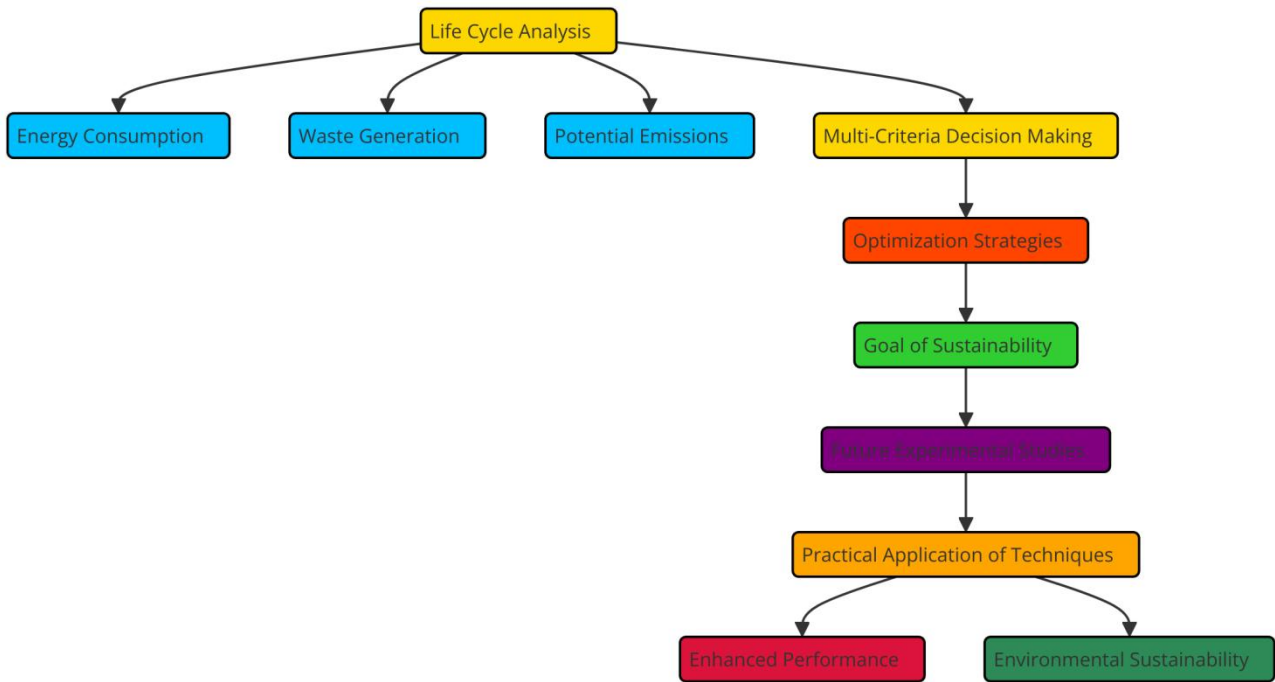 Life Cycle Analysis
Energy Consumption
Waste Generation
Potential Emissions
Multi-Criteria Decision Making
Optimization Strategies
Goal of Sustainability
Future Experimental Studies
Practical Application of Techniques
Enhanced Performance
Environmental Sustainability